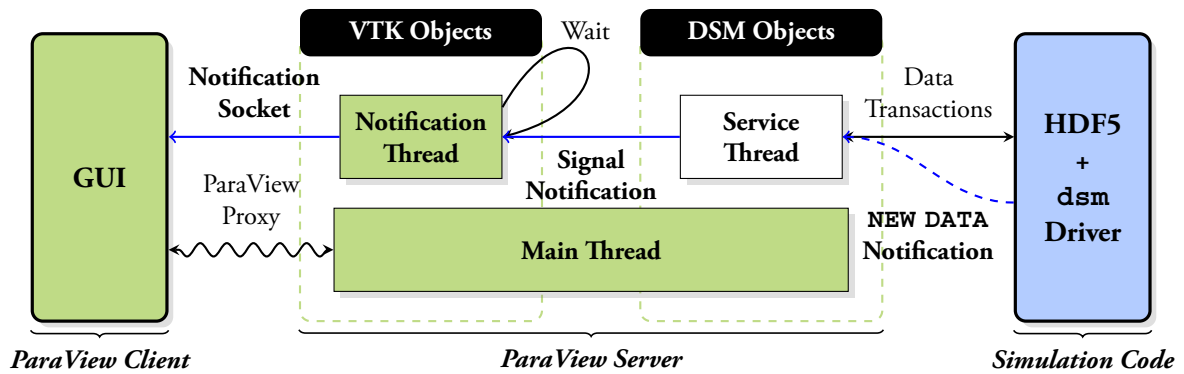 VTK Objects
Wait
DSM Objects
Notification
Socket
Data
Transactions
GUI
Notification
Thread
Service
Thread
HDF5
+
dsm
Driver
Signal
Notification
ParaView
Proxy
Main Thread
NEW DATA
Notification
ParaView Client
ParaView Server
Simulation Code